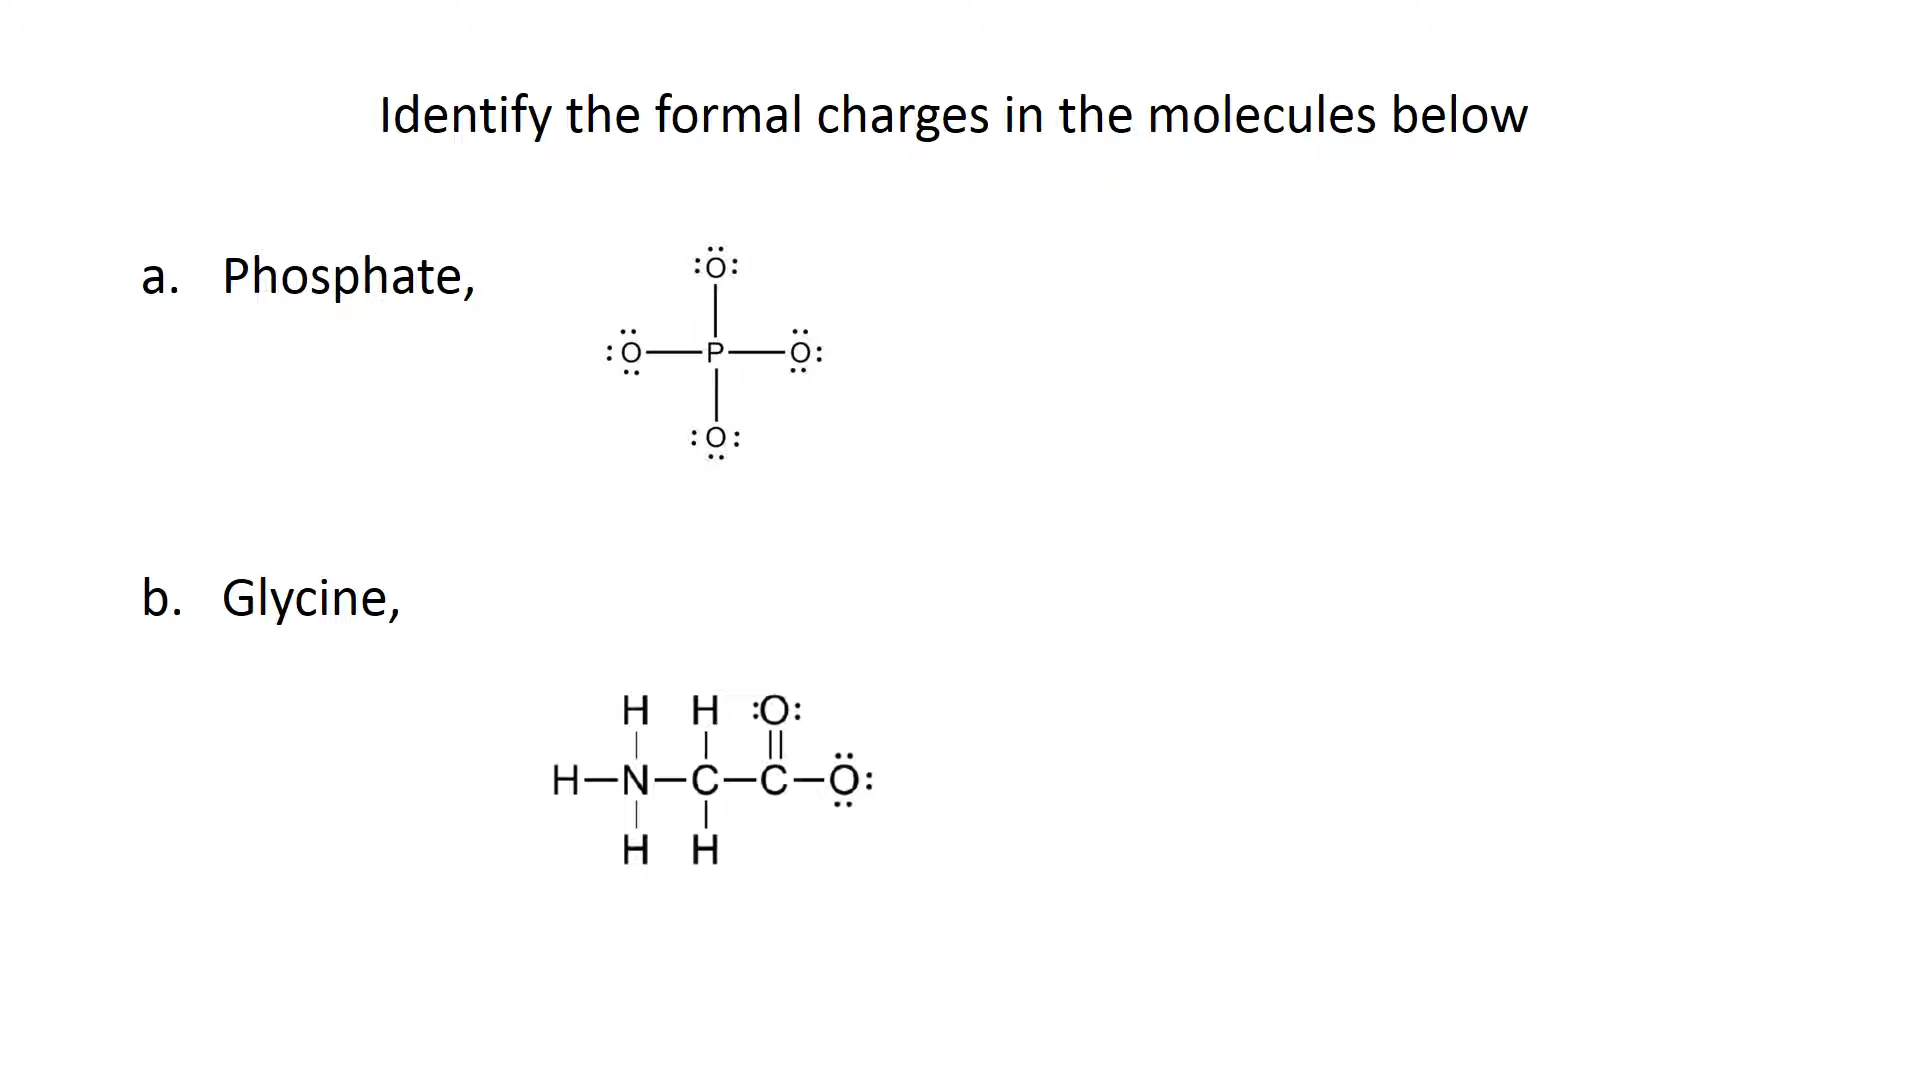 Identify the formal charges in the molecules below
a. Phosphate,
:Ö:
:O—P—O:
:O:
b. Glycine,
H H :O:
H—N—C—C—Ö:
H H